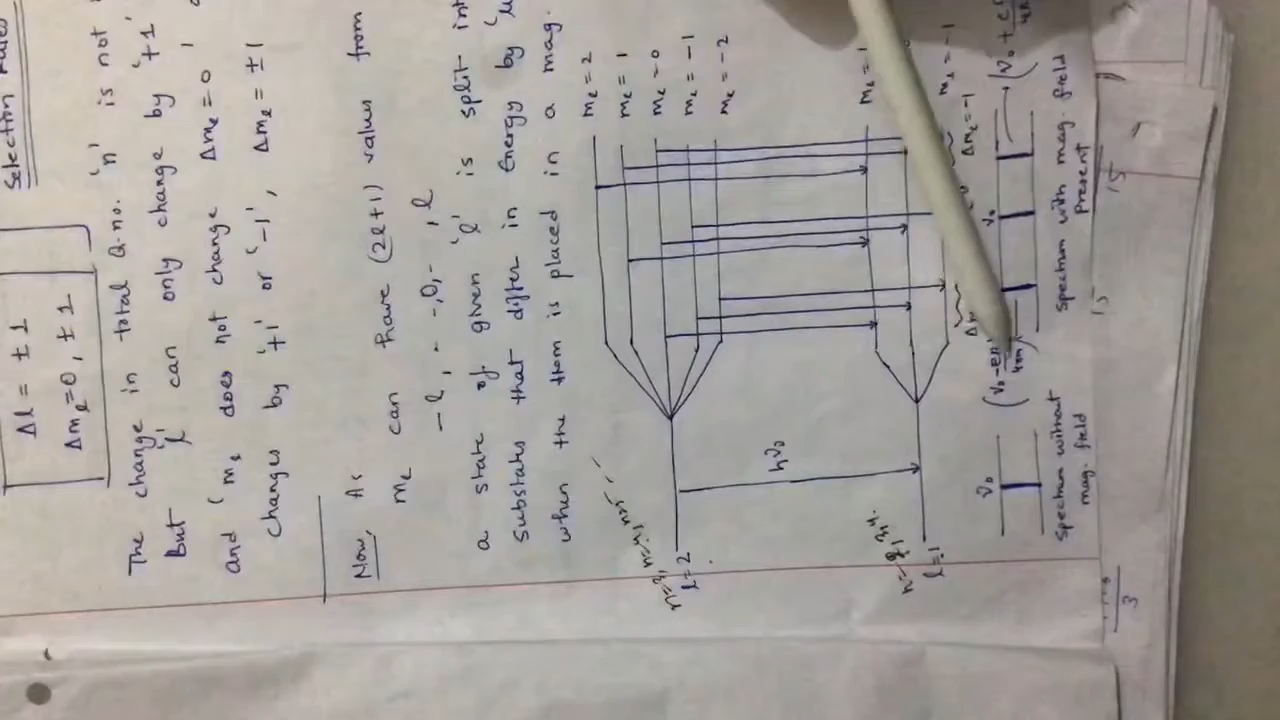 Selection Rules
Δl = ±1
Δm_l = 0, ±1
The change in total Q.no. 'n' is not
But 'l' can only change by '+1'
and 'm_l does not change Δm_l = 0
changes by '+1' or '-1', Δm_l = ±1
Now, As
m_l can have (2l+1) values from
-l, - - , 0, - - , l
a state of given 'l' is split int
substates that differ in Energy by 'μ
when the atom is placed in a mag.
m_l = 2
m_l = 1
m_l = 0
m_l = -1
m_l = -2
l=2
hν₀
l=1
m_l = -1
Δm_l = -1
ν₀
ν₀
Spectrum without
mag. field
Spectrum with mag. field
Present
15
15
3